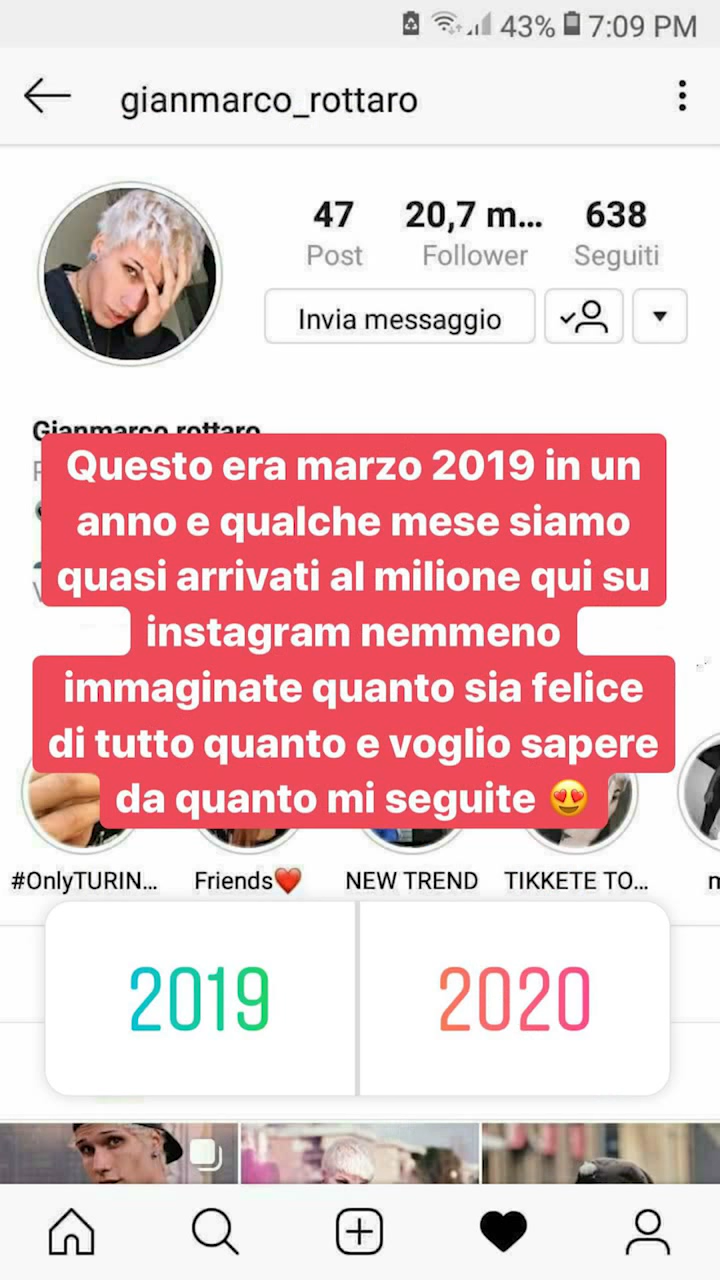 43% 7:09 PM
gianmarco_rottaro
47 20,7 m... 638
Post Follower Seguiti
Invia messaggio
Gianmarco rottaro
Questo era marzo 2019 in un
anno e qualche mese siamo
quasi arrivati al milione qui su
instagram nemmeno
immaginate quanto sia felice
di tutto quanto e voglio sapere
da quanto mi seguite 😍
#OnlyTURIN... Friends❤️ NEW TREND TIKKETE TO...
2019 2020